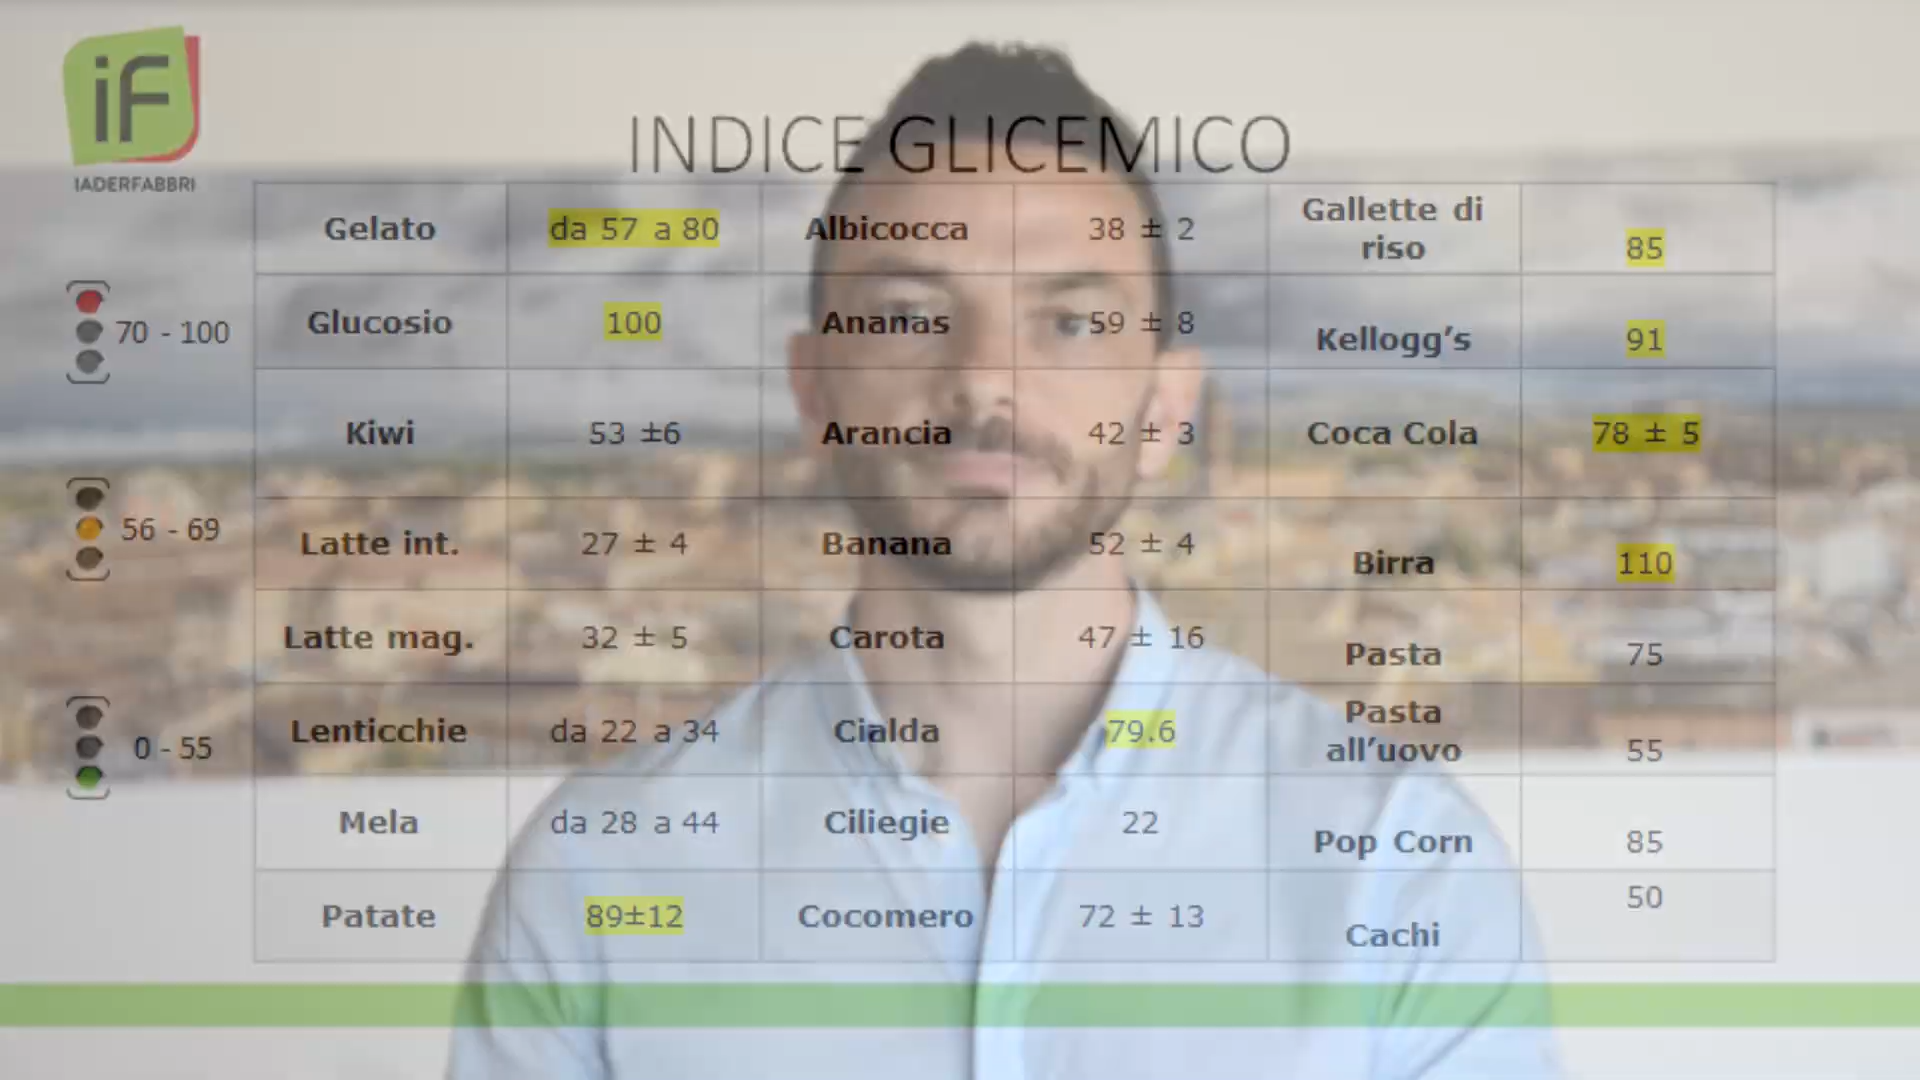 iF
IADERFABBRI
INDICE GLICEMICO
70 - 100
56 - 69
0 - 55
Gelato da 57 a 80 Albicocca 38 ± 2 Gallette di riso 85
Glucosio 100 Ananas 59 ± 8 Kellogg’s 91
Kiwi 53 ±6 Arancia 42 ± 3 Coca Cola 78 ± 5
Latte int. 27 ± 4 Banana 52 ± 4 Birra 110
Latte mag. 32 ± 5 Carota 47 ± 16 Pasta 75
Lenticchie da 22 a 34 Cialda 79.6 Pasta all’uovo 55
Mela da 28 a 44 Ciliegie 22 Pop Corn 85
Patate 89±12 Cocomero 72 ± 13 Cachi 50